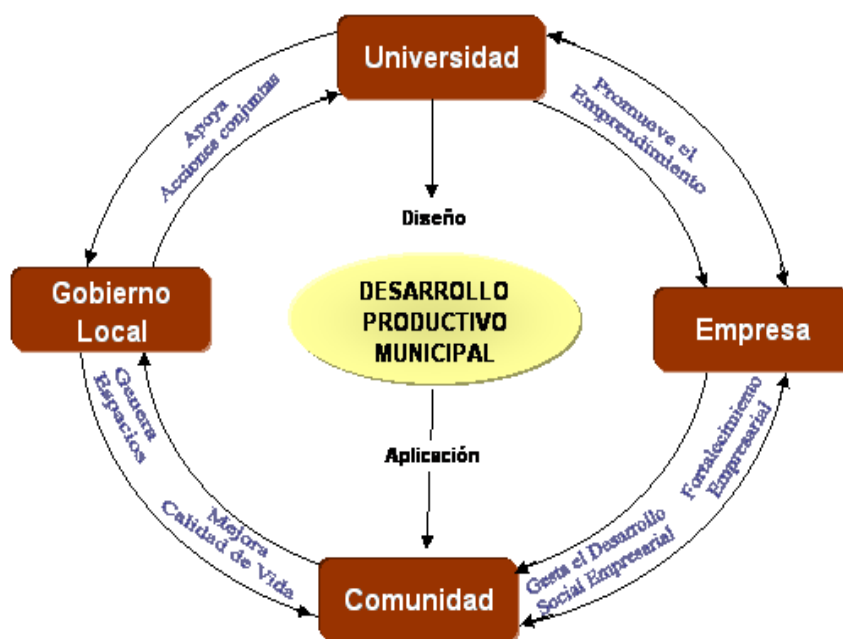 Universidad
Apoya
Acciones conjuntas
Promueve el
Emprendimiento
Diseño
Gobierno
Local
DESARROLLO
PRODUCTIVO
MUNICIPAL
Empresa
Genera
Espacios
Mejora
Calidad de Vida
Aplicación
Fortalecimiento
Empresarial
Gesta el Desarrollo
Social Empresarial
Comunidad